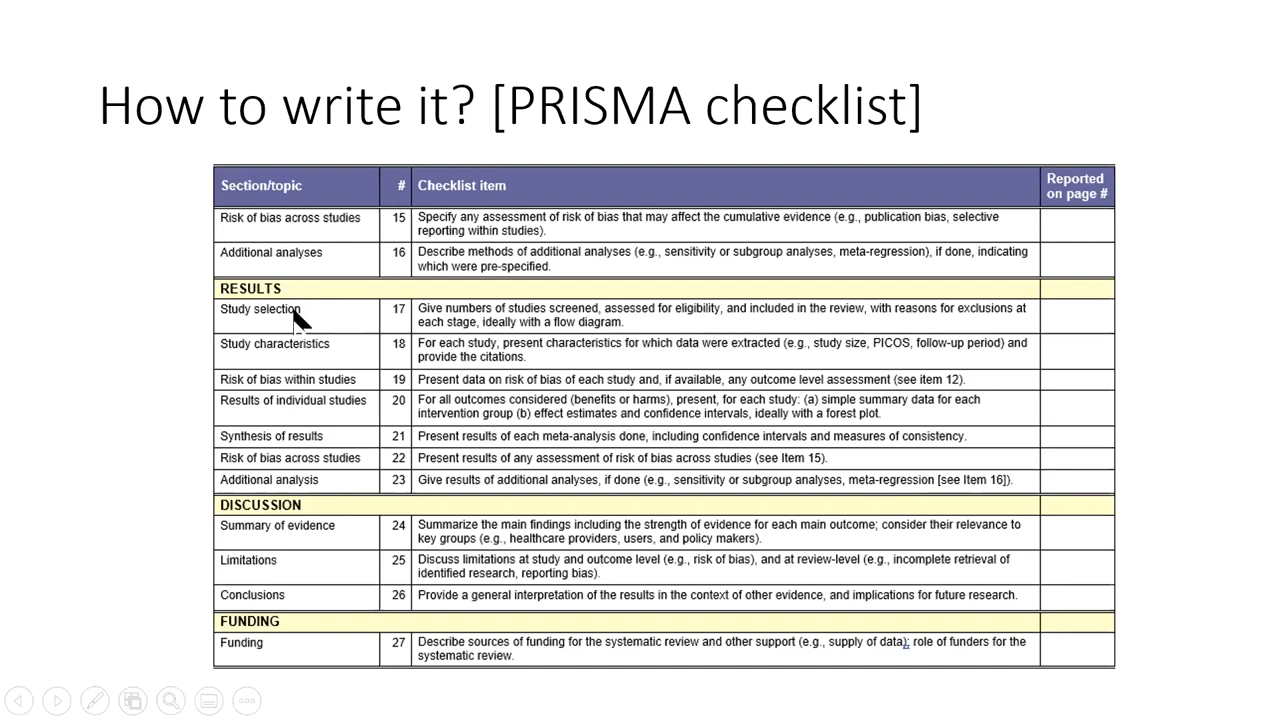 How to write it? [PRISMA checklist]
Section/topic # Checklist item Reported on page #
Risk of bias across studies 15 Specify any assessment of risk of bias that may affect the cumulative evidence (e.g., publication bias, selective
reporting within studies).
Additional analyses 16 Describe methods of additional analyses (e.g., sensitivity or subgroup analyses, meta-regression), if done, indicating
which were pre-specified.
RESULTS
Study selection 17 Give numbers of studies screened, assessed for eligibility, and included in the review, with reasons for exclusions at
each stage, ideally with a flow diagram.
Study characteristics 18 For each study, present characteristics for which data were extracted (e.g., study size, PICOS, follow-up period) and
provide the citations.
Risk of bias within studies 19 Present data on risk of bias of each study and, if available, any outcome level assessment (see item 12).
Results of individual studies 20 For all outcomes considered (benefits or harms), present, for each study: (a) simple summary data for each
intervention group (b) effect estimates and confidence intervals, ideally with a forest plot.
Synthesis of results 21 Present results of each meta-analysis done, including confidence intervals and measures of consistency.
Risk of bias across studies 22 Present results of any assessment of risk of bias across studies (see Item 15).
Additional analysis 23 Give results of additional analyses, if done (e.g., sensitivity or subgroup analyses, meta-regression [see Item 16]).
DISCUSSION
Summary of evidence 24 Summarize the main findings including the strength of evidence for each main outcome; consider their relevance to
key groups (e.g., healthcare providers, users, and policy makers).
Limitations 25 Discuss limitations at study and outcome level (e.g., risk of bias), and at review-level (e.g., incomplete retrieval of
identified research, reporting bias).
Conclusions 26 Provide a general interpretation of the results in the context of other evidence, and implications for future research.
FUNDING
Funding 27 Describe sources of funding for the systematic review and other support (e.g., supply of data); role of funders for the
systematic review.